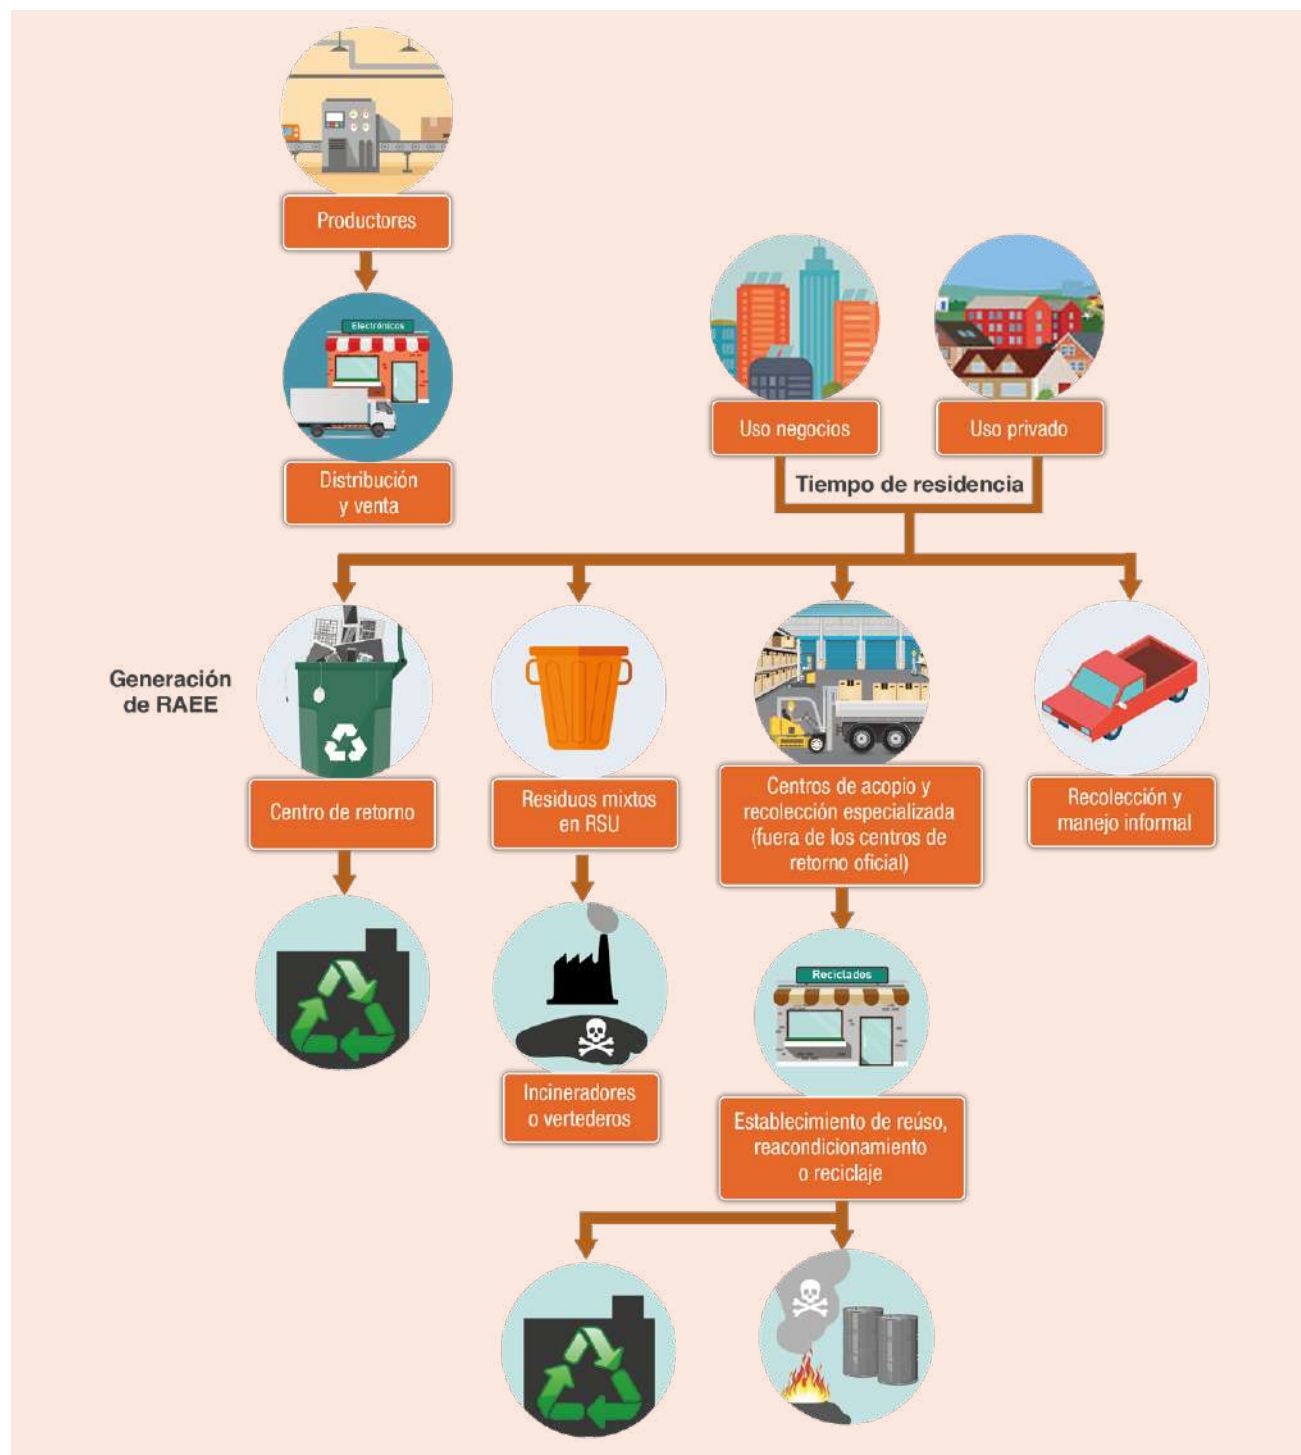 Productores
Electrónicos
Distribución
y venta
Uso negocios
Uso privado
Tiempo de residencia
Generación
de RAEE
Centro de retorno
Residuos mixtos
en RSU
Centros de acopio y
recolección especializada
(fuera de los centros de
retorno oficial)
Recolección y
manejo informal
Reciclados
Incineradores
o vertederos
Establecimiento de reúso,
reacondicionamiento
o reciclaje